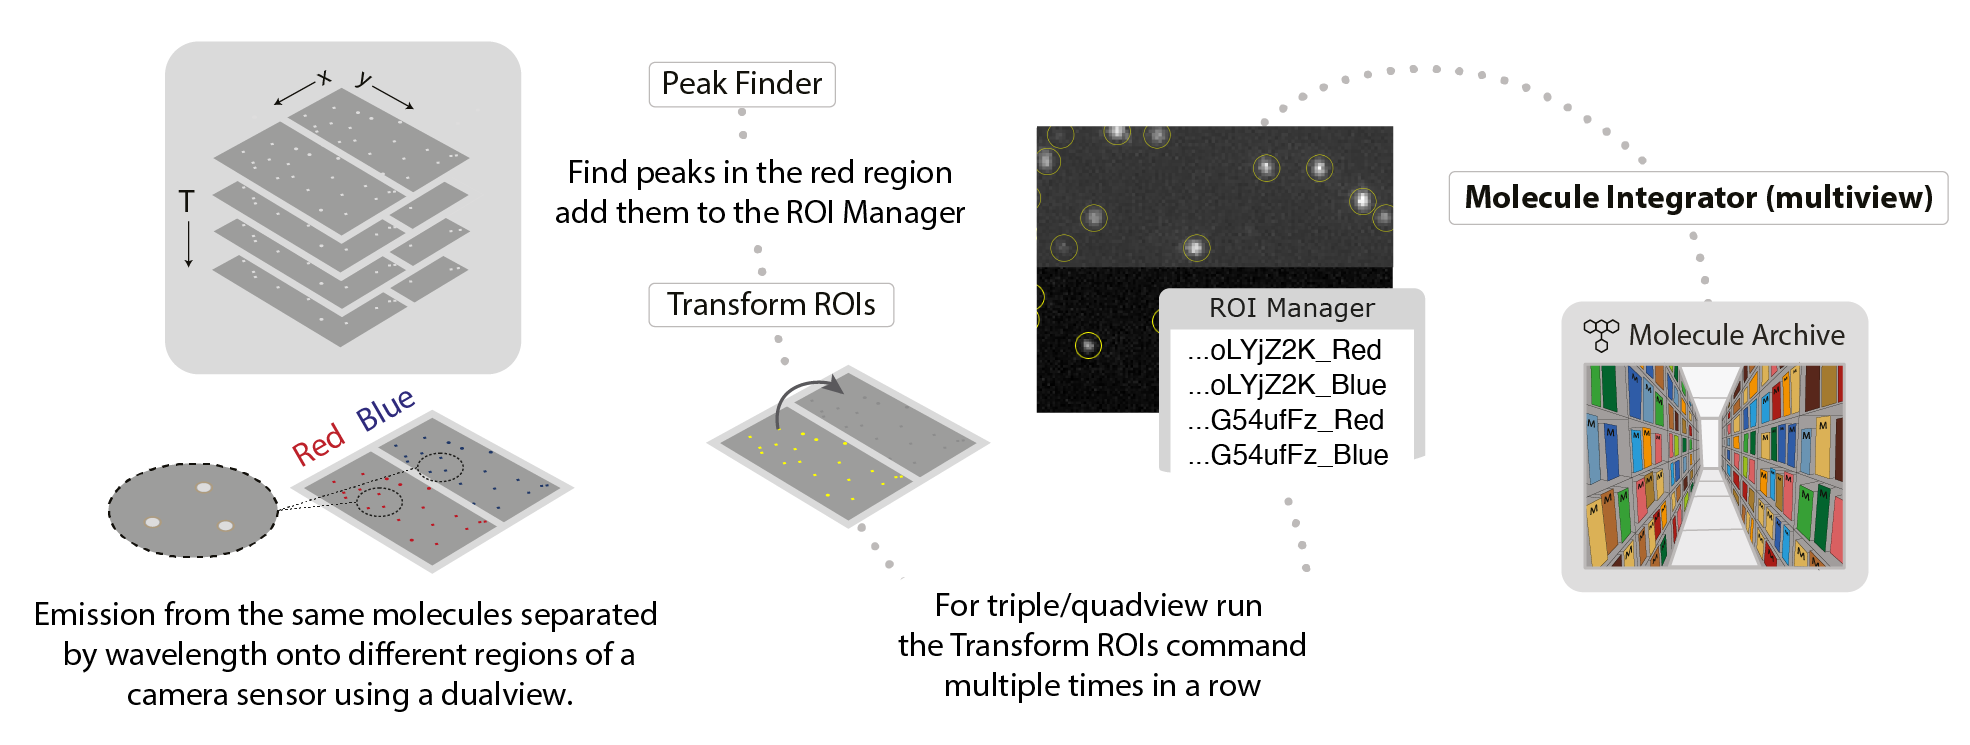 x y
T
Red Blue
Emission from the same molecules separated
by wavelength onto different regions of a
camera sensor using a dualview.
Peak Finder
Find peaks in the red region
add them to the ROI Manager
Transform ROIs
For triple/quadview run
the Transform ROIs command
multiple times in a row
ROI Manager
...oLYjZ2K_Red
...oLYjZ2K_Blue
...G54ufFz_Red
...G54ufFz_Blue
Molecule Integrator (multiview)
Molecule Archive